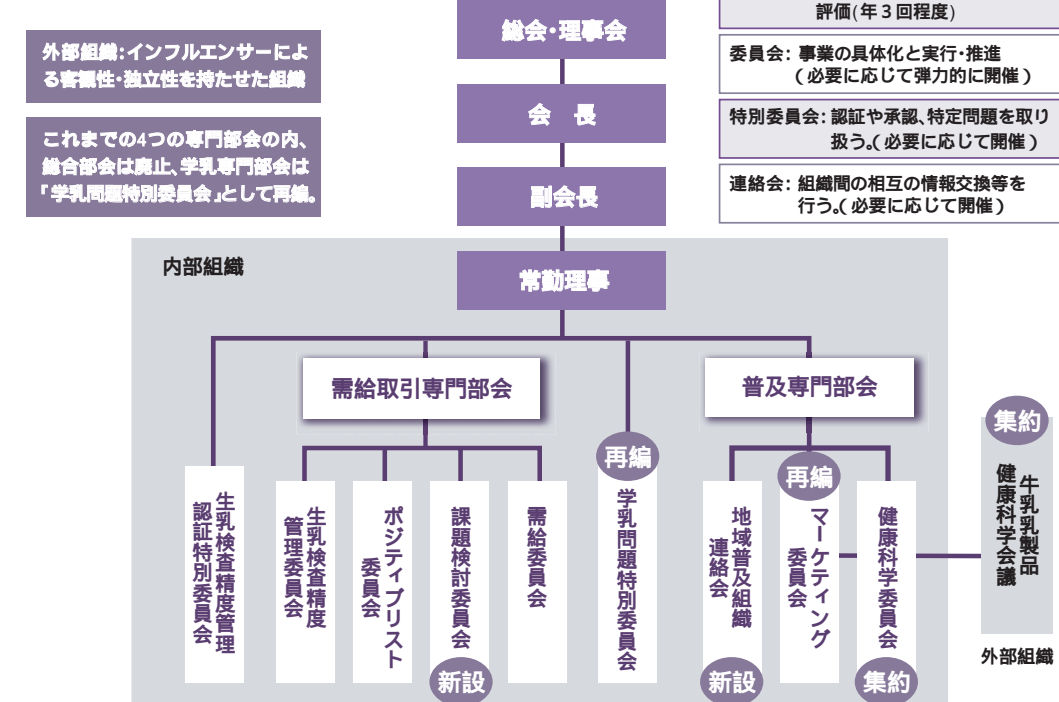 評価(年3回程度)
外部組織:インフルエンサーによ
る客観性・独立性を持たせた組織
これまでの4つの専門部会の内、
総合部会は廃止、学乳専門部会は
「学乳問題特別委員会」として再編。
総会・理事会
会 長
副会長
常勤理事
委員会: 事業の具体化と実行・推進
(必要に応じて弾力的に開催)
特別委員会: 認証や承認、特定問題を取り
扱う。(必要に応じて開催)
連絡会: 組織間の相互の情報交換等を
行う。(必要に応じて開催)
内部組織
需給取引専門部会
普及専門部会
生乳検査精度管理
認証特別委員会
生乳検査精度
管理委員会
ポジティブリスト
委員会
課題検討委員会
新設
需給委員会
再編
学乳問題特別委員会
地域普及組織
連絡会
新設
再編
マーケティング
委員会
健康科学委員会
集約
集約
牛乳乳製品
健康科学会議
外部組織